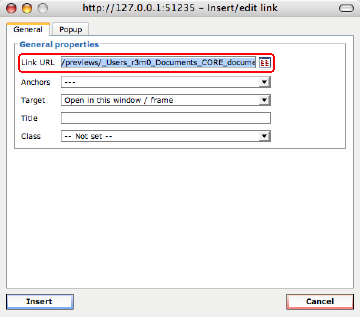 http://127.0.0.1:51235 - Insert/edit link
General Popup
General properties
Link URL /previews/_Users_r3m0_Documents_CORE_docume
Anchors ---
Target Open in this window / frame
Title
Class -- Not set --
Insert Cancel